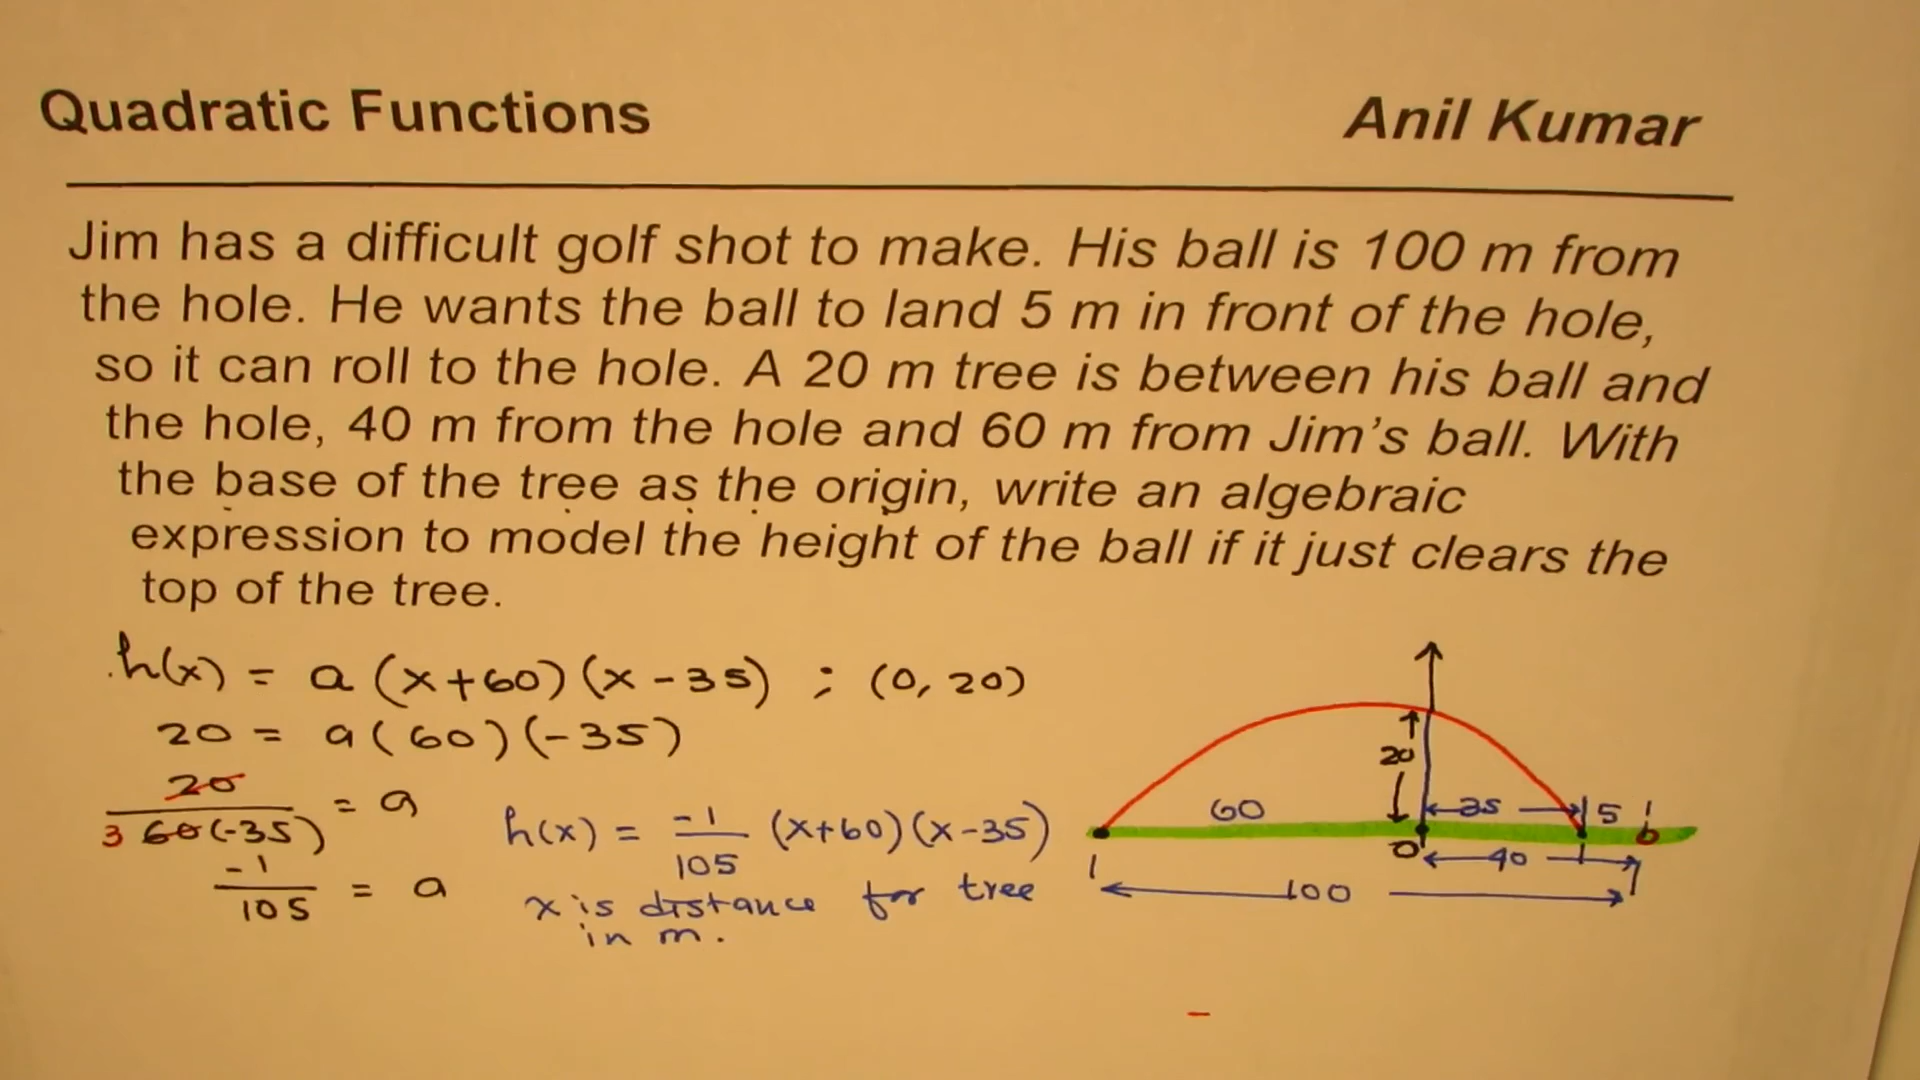 Quadratic Functions
Anil Kumar
Jim has a difficult golf shot to make. His ball is 100 m from
the hole. He wants the ball to land 5 m in front of the hole,
so it can roll to the hole. A 20 m tree is between his ball and
the hole, 40 m from the hole and 60 m from Jim's ball. With
the base of the tree as the origin, write an algebraic
expression to model the height of the ball if it just clears the
top of the tree.
h(x) = a (x+60)(x-35) ; (0, 20)
20 = a(60)(-35)
20
3 60(-35) = a
-1
105 = a
h(x) = -1/105 (x+60)(x-35)
x is distance for tree
in m.
20
60
35
5
0
40
100